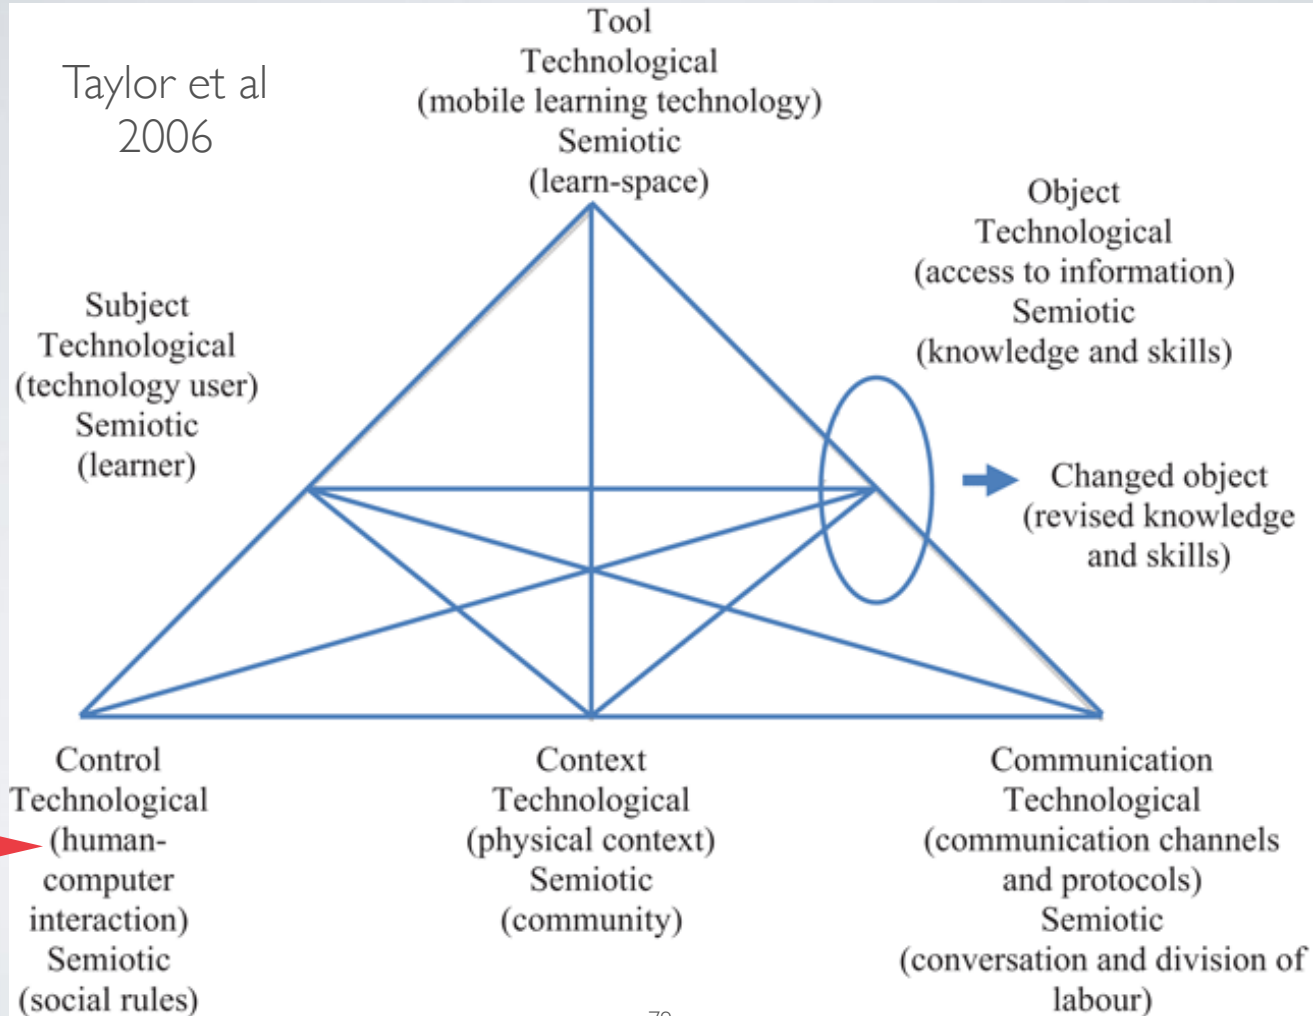 Taylor et al
2006
Tool
Technological
(mobile learning technology)
Semiotic
(learn-space)
Object
Technological
(access to information)
Semiotic
(knowledge and skills)
Subject
Technological
(technology user)
Semiotic
(learner)
Changed object
(revised knowledge
and skills)
Control
Technological
(human-
computer
interaction)
Semiotic
(social rules)
Context
Technological
(physical context)
Semiotic
(community)
Communication
Technological
(communication channels
and protocols)
Semiotic
(conversation and division of
labour)